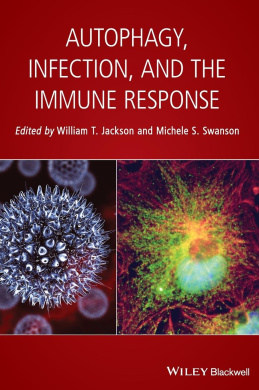 AUTOPHAGY,
INFECTION, AND THE
IMMUNE RESPONSE
Edited by William T. Jackson and Michele S. Swanson
WILEY Blackwell